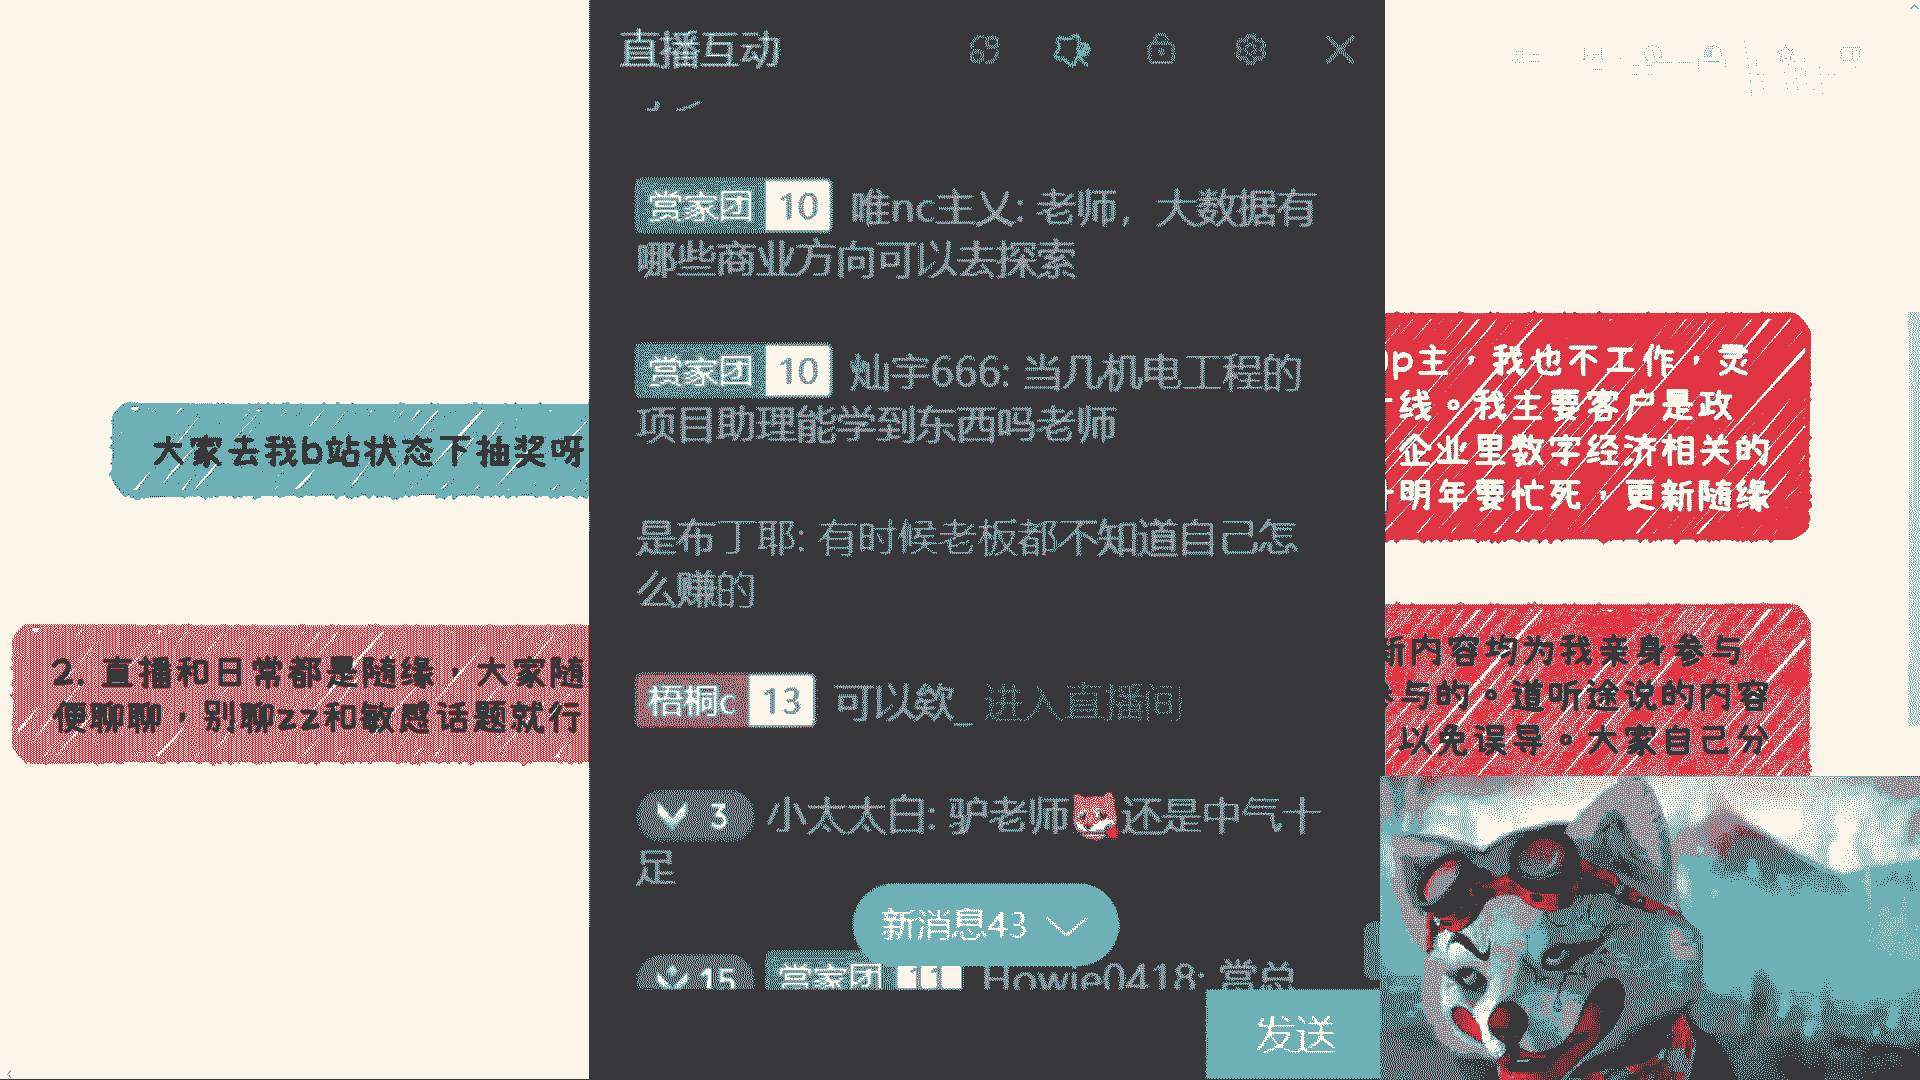 直播互动
赏家团 10 唯nc主义: 老师，大数据有
哪些商业方向可以去探索
赏家团 10 灿宇666: 当几机电工程的
项目助理能学到东西吗老师
是布丁耶: 有时候老板都不知道自己怎
么赚的
梧桐c 13 可以欸_ 进入直播间
3 小太太白: 驴老师还是中气十
足
新消息43
15 赏家团 11 Howie0418: 赏总
发送
大家去我b站状态下抽奖呀
2. 直播和日常都是随缘，大家随
便聊聊，别聊zz和敏感话题就行
p主，我也不工作，灵
线。我主要客户是政
企业里数字经济相关的
明年要忙死，更新随缘
新内容均为我亲身参与
参与的。道听途说的内容
以免误导。大家自己分